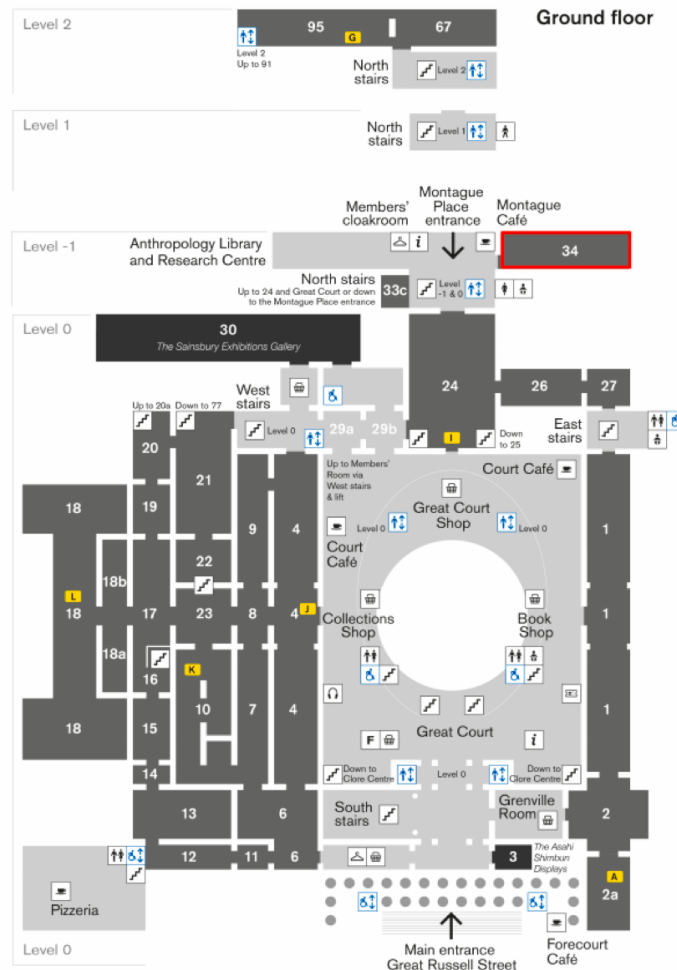 Ground floor
Level 2
95
67
G
Level 2
Up to 91
North
stairs
Level 2
Level 1
North
stairs
Level 1
Members'
cloakroom
Montague
Place
entrance
Montague
Café
Level -1
Anthropology Library
and Research Centre
i
34
North stairs
Up to 24 and Great Court or down
to the Montague Place entrance
33c
Level
-1 & 0
Level 0
30
The Sainsbury Exhibitions Gallery
24
26
27
West
stairs
Level 0
29a
29b
I
Down
to 25
East
stairs
Up to 20a
Down to 77
20
21
Up to Members'
Room via
West stairs
& lift
Court Café
Great Court
Shop
Level 0
Level 0
Court
Café
18
19
9
4
1
22
18b
L
18
17
23
8
4
J
Collections
Shop
Book
Shop
1
18a
16
K
10
7
4
1
18
15
14
F
Great Court
i
Down to
Clore Centre
Level 0
Down to
Clore Centre
13
6
South
stairs
Grenville
Room
2
12
11
6
3
The Asahi
Shimbun
Displays
A
2a
Pizzeria
Level 0
Main entrance
Great Russell Street
Forecourt
Café